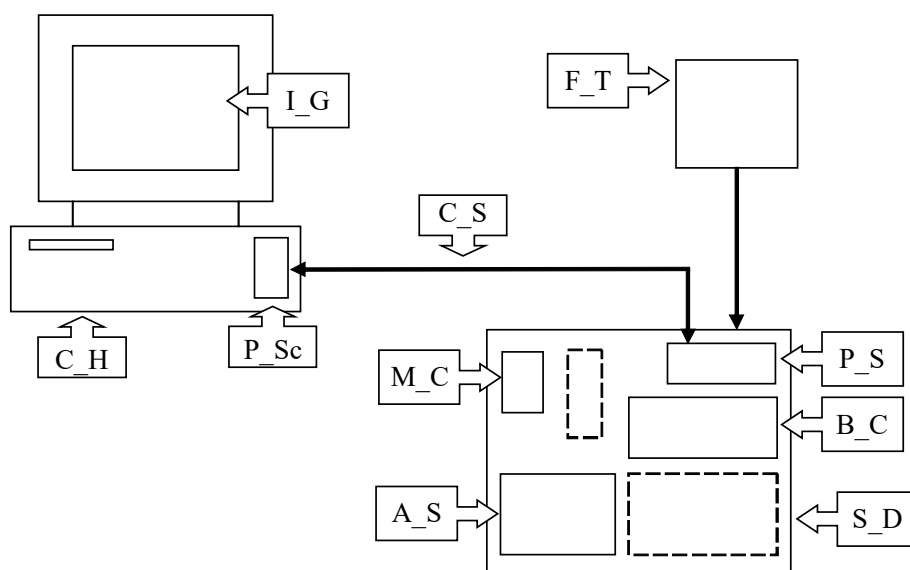 F_T
I_G
C_S
C_H
P_Sc
M_C
P_S
B_C
A_S
S_D